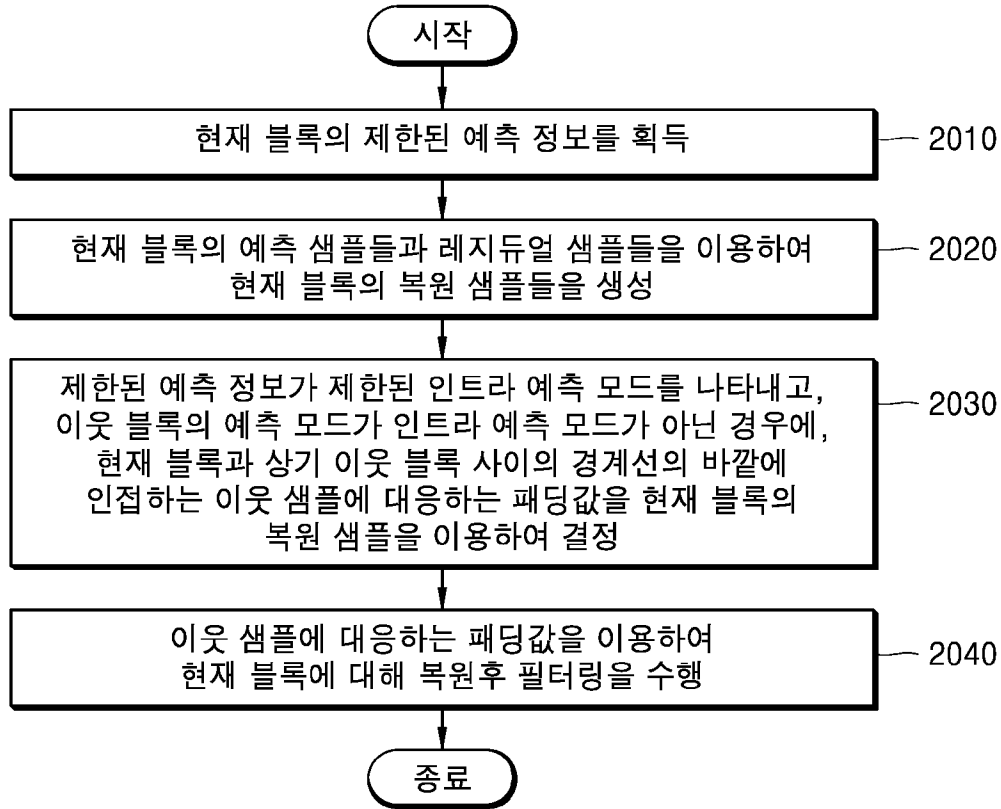 시작
현재 블록의 제한된 예측 정보를 획득
2010
현재 블록의 예측 샘플들과 레지듀얼 샘플들을 이용하여
현재 블록의 복원 샘플들을 생성
2020
제한된 예측 정보가 제한된 인트라 예측 모드를 나타내고,
이웃 블록의 예측 모드가 인트라 예측 모드가 아닌 경우에,
현재 블록과 상기 이웃 블록 사이의 경계선의 바깥에
인접하는 이웃 샘플에 대응하는 패딩값을 현재 블록의
복원 샘플을 이용하여 결정
2030
이웃 샘플에 대응하는 패딩값을 이용하여
현재 블록에 대해 복원후 필터링을 수행
2040
종료